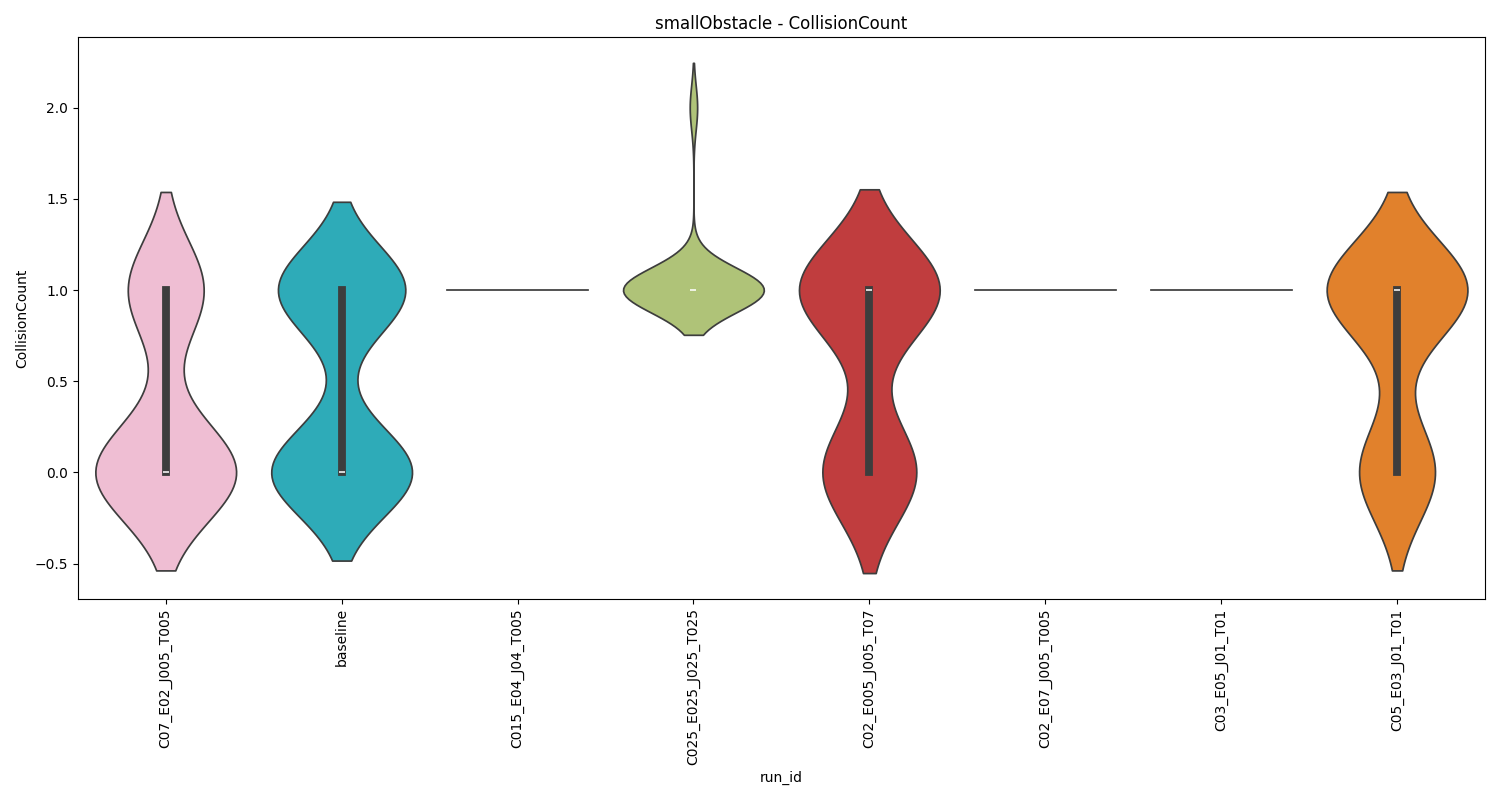 smallObstacle - CollisionCount
CollisionCount
2.0
1.5
1.0
0.5
0.0
−0.5
C07_E02_J005_T005
baseline
C015_E04_J04_T005
C025_E025_J025_T025
C02_E005_J005_T07
C02_E07_J005_T005
C03_E05_J01_T01
C05_E03_J01_T01
run_id